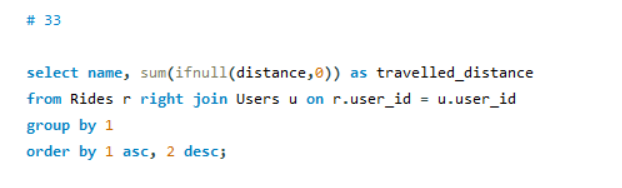 # 33
select name, sum(ifnull(distance,0)) as travelled_distance
from Rides r right join Users u on r.user_id = u.user_id
group by 1
order by 1 asc, 2 desc;